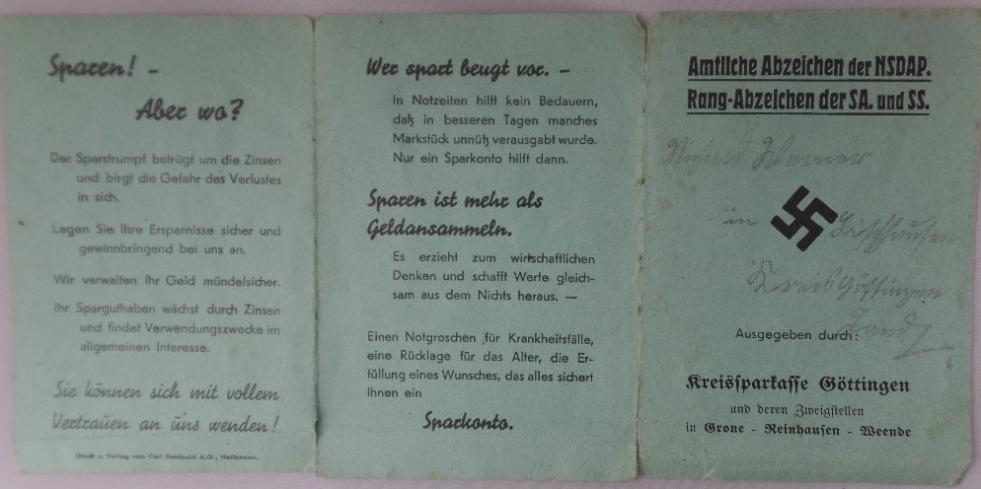 Sparen! -
Aber wo?
Der Sparstrumpf betrügt um die Zinsen
und birgt die Gefahr des Verlustes
in sich.
Legen Sie Ihre Ersparnisse sicher und
gewinnbringend bei uns an.
Wir verwalten Ihr Geld mündelsicher.
Ihr Sparguthaben wächst durch Zinsen
und findet Verwendungszwecke im
allgemeinen Interesse.
Sie können sich mit vollem
Vertrauen an uns wenden!
Druck u. Verlag von Carl Rembold A.G., Heilbronn.
Wer spart beugt vor. -
In Notzeiten hilft kein Bedauern,
daß in besseren Tagen manches
Markstück unnütz verausgabt wurde.
Nur ein Sparkonto hilft dann.
Sparen ist mehr als
Geldansammeln.
Es erzieht zum wirtschaftlichen
Denken und schafft Werte gleich-
sam aus dem Nichts heraus. —
Einen Notgroschen für Krankheitsfälle,
eine Rücklage für das Alter, die Er-
füllung eines Wunsches, das alles sichert
Ihnen ein
Sparkonto.
Amtliche Abzeichen der NSDAP.
Rang-Abzeichen der SA. und SS.
Richard Werner
in Bischhausen
Kreis Göttingen
Land
Ausgegeben durch:
Kreissparkasse Göttingen
und deren Zweigstellen
in Grone - Reinhausen - Weende